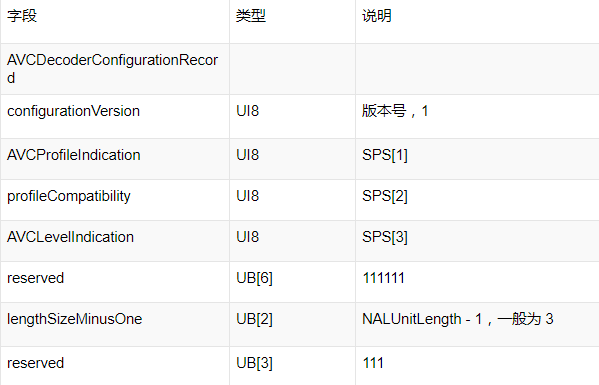 字段 类型 说明
AVCDecoderConfigurationRecor
d
configurationVersion UI8 版本号，1
AVCProfileIndication UI8 SPS[1]
profileCompatibility UI8 SPS[2]
AVCLevelIndication UI8 SPS[3]
reserved UB[6] 111111
lengthSizeMinusOne UB[2] NALUnitLength - 1，一般为 3
reserved UB[3] 111